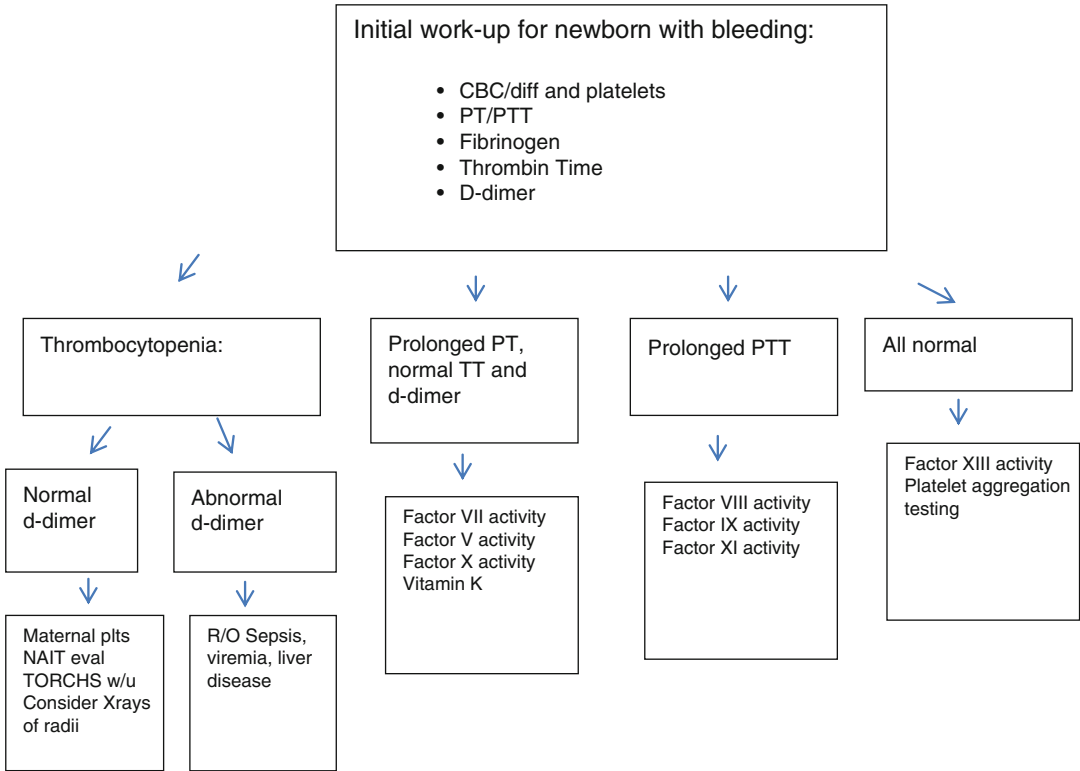 Initial work-up for newborn with bleeding:
• CBC/diff and platelets
• PT/PTT
• Fibrinogen
• Thrombin Time
• D-dimer
Thrombocytopenia:
Prolonged PT,
normal TT and
d-dimer
Prolonged PTT
All normal
Normal
d-dimer
Abnormal
d-dimer
Factor VII activity
Factor V activity
Factor X activity
Vitamin K
Factor VIII activity
Factor IX activity
Factor XI activity
Factor XIII activity
Platelet aggregation
testing
Maternal plts
NAIT eval
TORCHS w/u
Consider Xrays
of radii
R/O Sepsis,
viremia, liver
disease